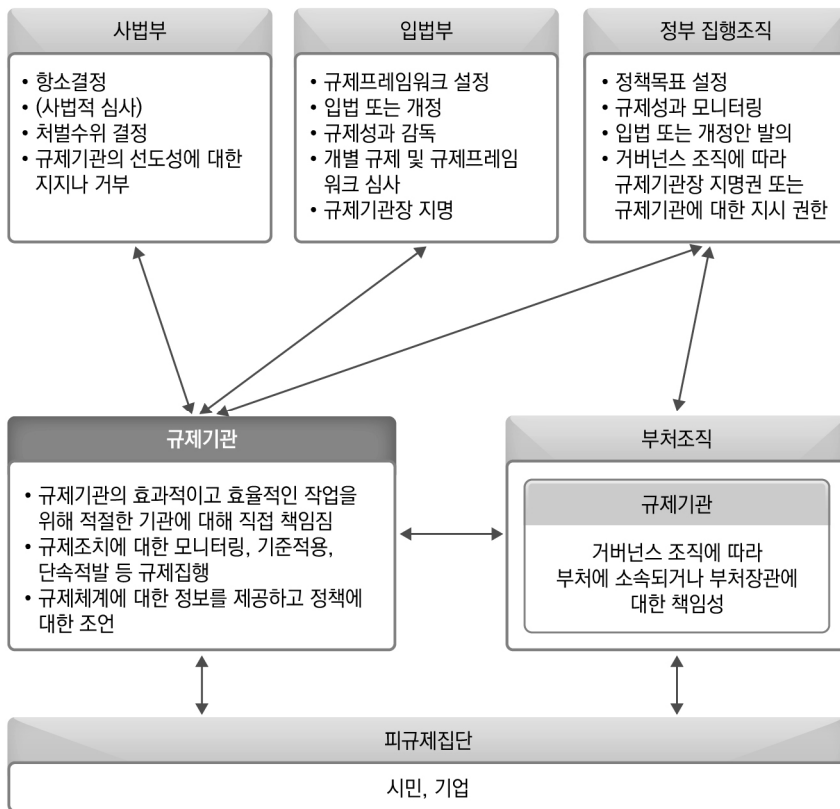 사법부
• 항소결정
• (사법적 심사)
• 처벌수위 결정
• 규제기관의 선도성에 대한
지지나 거부
입법부
• 규제프레임워크 설정
• 입법 또는 개정
• 규제성과 감독
• 개별 규제 및 규제프레임
워크 심사
• 규제기관장 지명
정부 집행조직
• 정책목표 설정
• 규제성과 모니터링
• 입법 또는 개정안 발의
• 거버넌스 조직에 따라
규제기관장 지명권 또는
규제기관에 대한 지시 권한
규제기관
• 규제기관의 효과적이고 효율적인 작업을
위해 적절한 기관에 대해 직접 책임짐
• 규제조치에 대한 모니터링, 기준적용,
단속적발 등 규제집행
• 규제체계에 대한 정보를 제공하고 정책에
대한 조언
부처조직
규제기관
거버넌스 조직에 따라
부처에 소속되거나 부처장관에
대한 책임성
피규제집단
시민, 기업